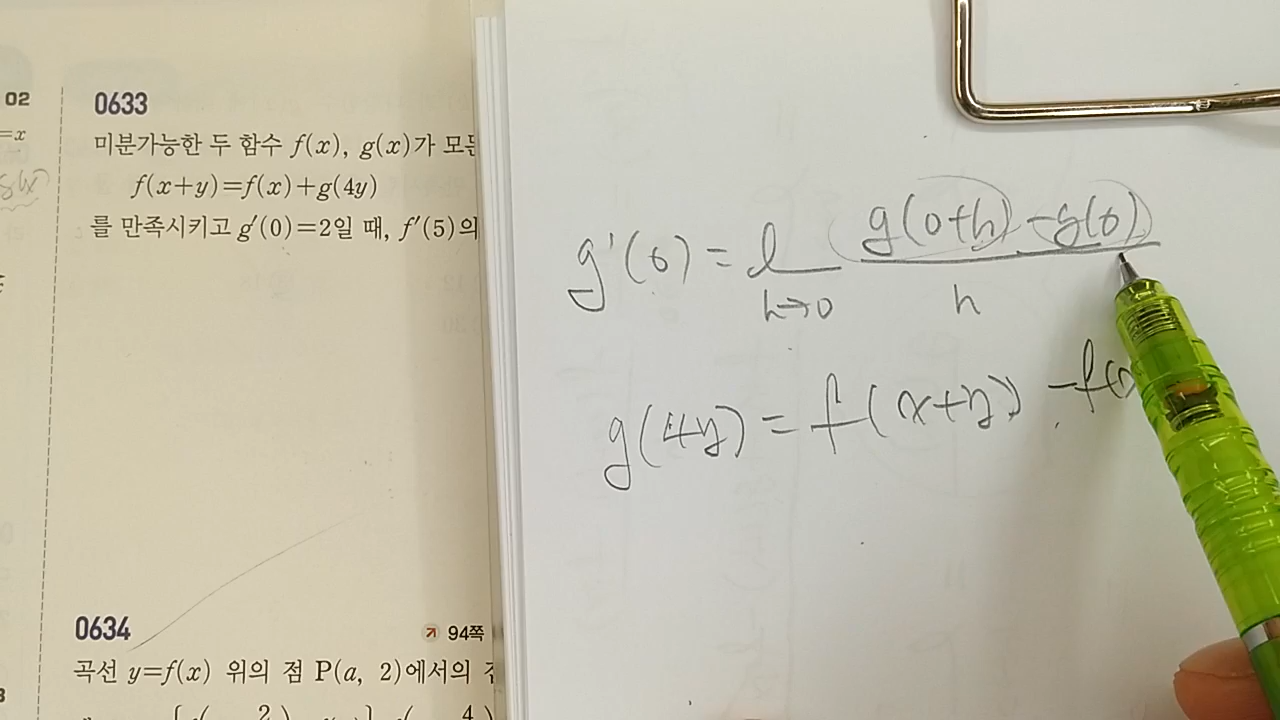 02
=x
g(x)
0633
미분가능한 두 함수 f(x), g(x)가 모든
f(x+y)=f(x)+g(4y)
를 만족시키고 g′(0)=2일 때, f′(5)의
0634
94쪽
곡선 y=f(x) 위의 점 P(a, 2)에서의
g'(0) = l
h→0
g(0+h) -g(0)
h
g(4y) = f(x+y) -f(x